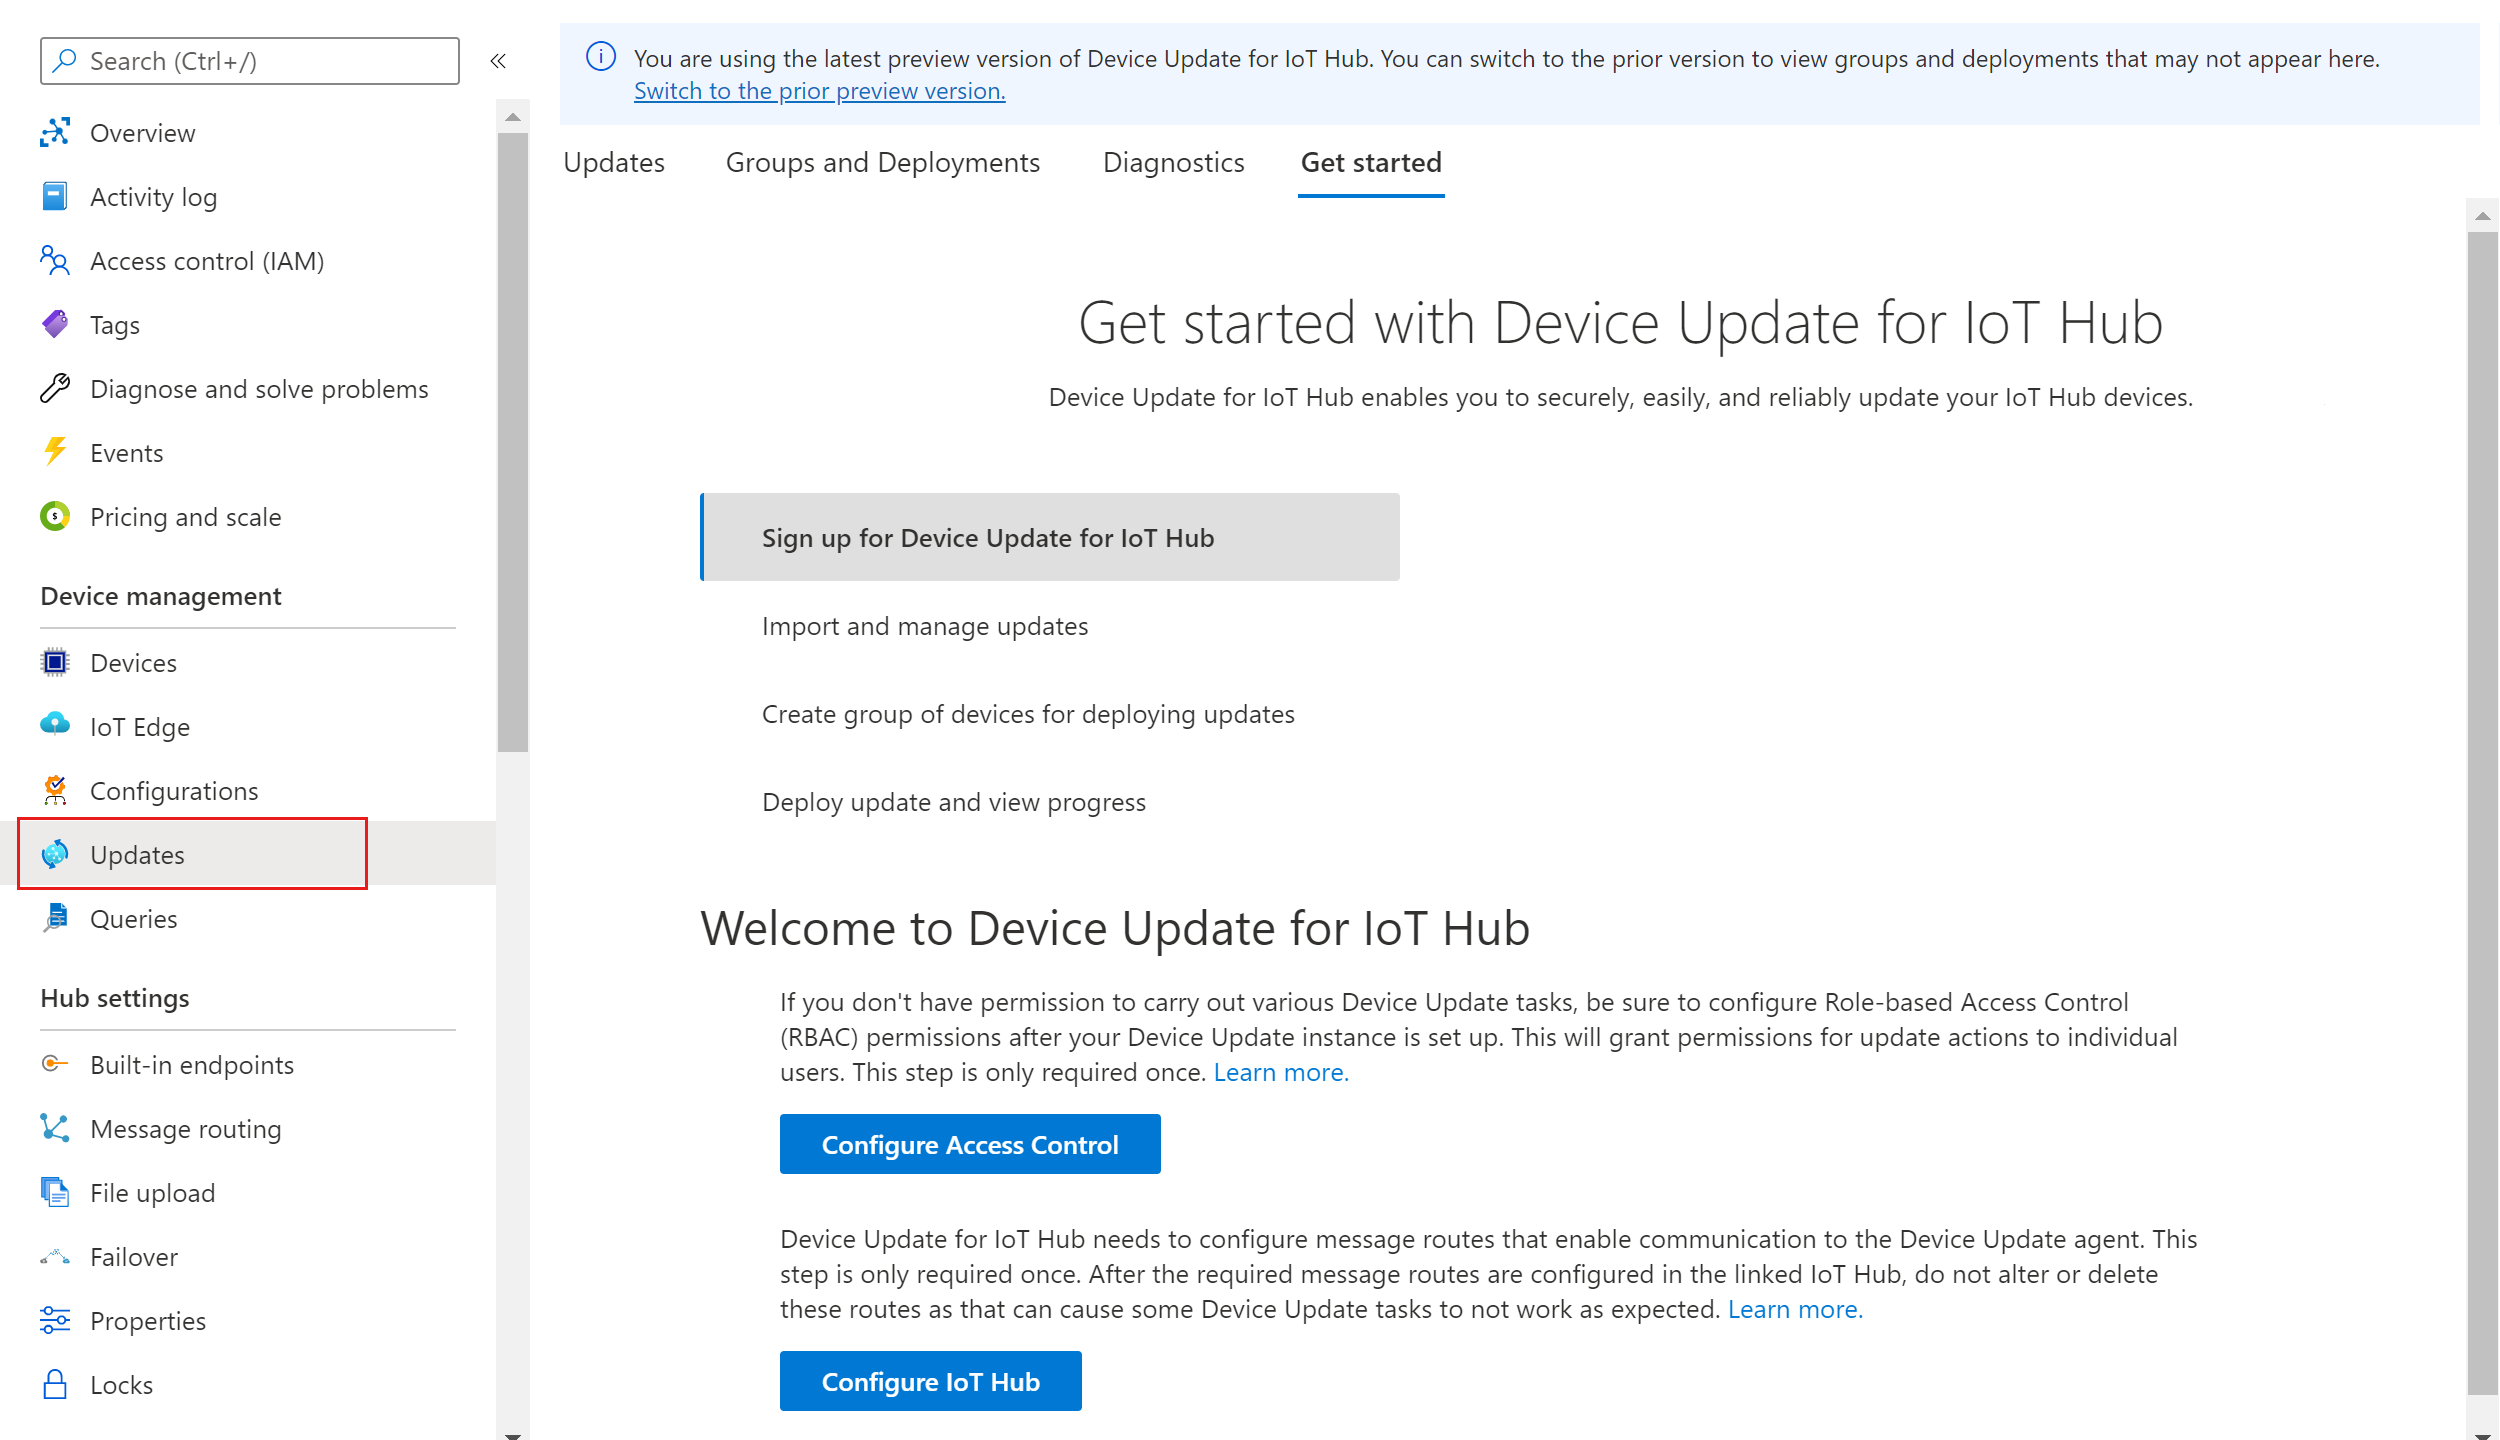 Search (Ctrl+/)
«
Overview
Activity log
Access control (IAM)
Tags
Diagnose and solve problems
Events
Pricing and scale
Device management
Devices
IoT Edge
Configurations
Updates
Queries
Hub settings
Built-in endpoints
Message routing
File upload
Failover
Properties
Locks
You are using the latest preview version of Device Update for IoT Hub. You can switch to the prior version to view groups and deployments that may not appear here.
Switch to the prior preview version.
Updates
Groups and Deployments
Diagnostics
Get started
Get started with Device Update for IoT Hub
Device Update for IoT Hub enables you to securely, easily, and reliably update your IoT Hub devices.
Sign up for Device Update for IoT Hub
Import and manage updates
Create group of devices for deploying updates
Deploy update and view progress
Welcome to Device Update for IoT Hub
If you don't have permission to carry out various Device Update tasks, be sure to configure Role-based Access Control
(RBAC) permissions after your Device Update instance is set up. This will grant permissions for update actions to individual
users. This step is only required once. Learn more.
Configure Access Control
Device Update for IoT Hub needs to configure message routes that enable communication to the Device Update agent. This
step is only required once. After the required message routes are configured in the linked IoT Hub, do not alter or delete
these routes as that can cause some Device Update tasks to not work as expected. Learn more.
Configure IoT Hub